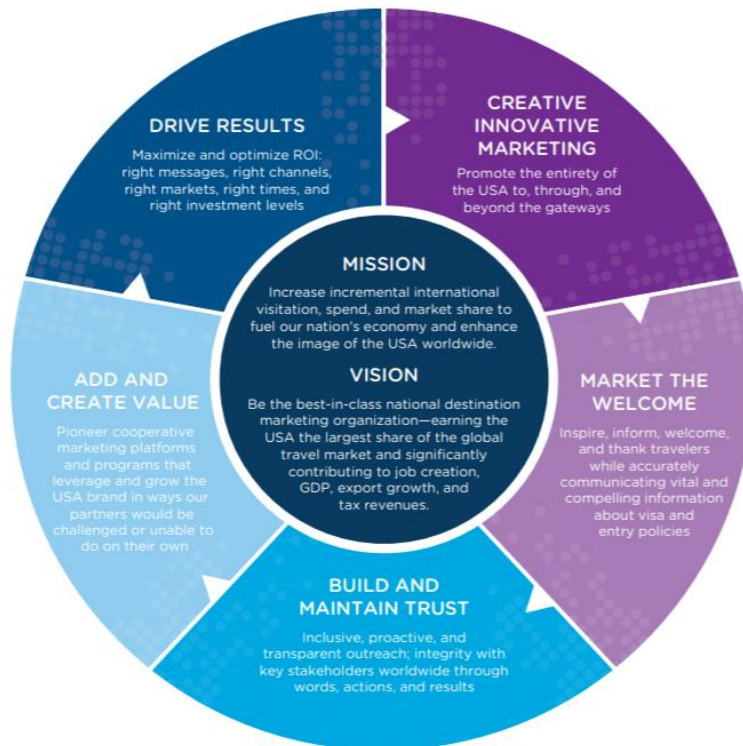 DRIVE RESULTS
Maximize and optimize ROI:
right messages, right channels,
right markets, right times, and
right investment levels
CREATIVE
INNOVATIVE
MARKETING
Promote the entirety of
the USA to, through, and
beyond the gateways
MISSION
Increase incremental international
visitation, spend, and market share to
fuel our nation's economy and enhance
the image of the USA worldwide.
VISION
Be the best-in-class national destination
marketing organization—earning the
USA the largest share of the global
travel market and significantly
contributing to job creation,
GDP, export growth, and
tax revenues.
ADD AND
CREATE VALUE
Pioneer cooperative
marketing platforms
and programs that
leverage and grow the
USA brand in ways our
partners would be
challenged or unable to
do on their own
MARKET THE
WELCOME
Inspire, inform, welcome,
and thank travelers
while accurately
communicating vital and
compelling information
about visa and
entry policies
BUILD AND
MAINTAIN TRUST
Inclusive, proactive, and
transparent outreach; integrity with
key stakeholders worldwide through
words, actions, and results